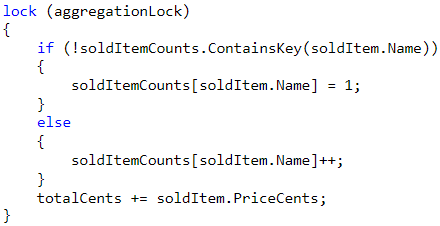 lock (aggregationLock)
{
    if (!soldItemCounts.ContainsKey(soldItem.Name))
    {
        soldItemCounts[soldItem.Name] = 1;
    }
    else
    {
        soldItemCounts[soldItem.Name]++;
    }
    totalCents += soldItem.PriceCents;
}